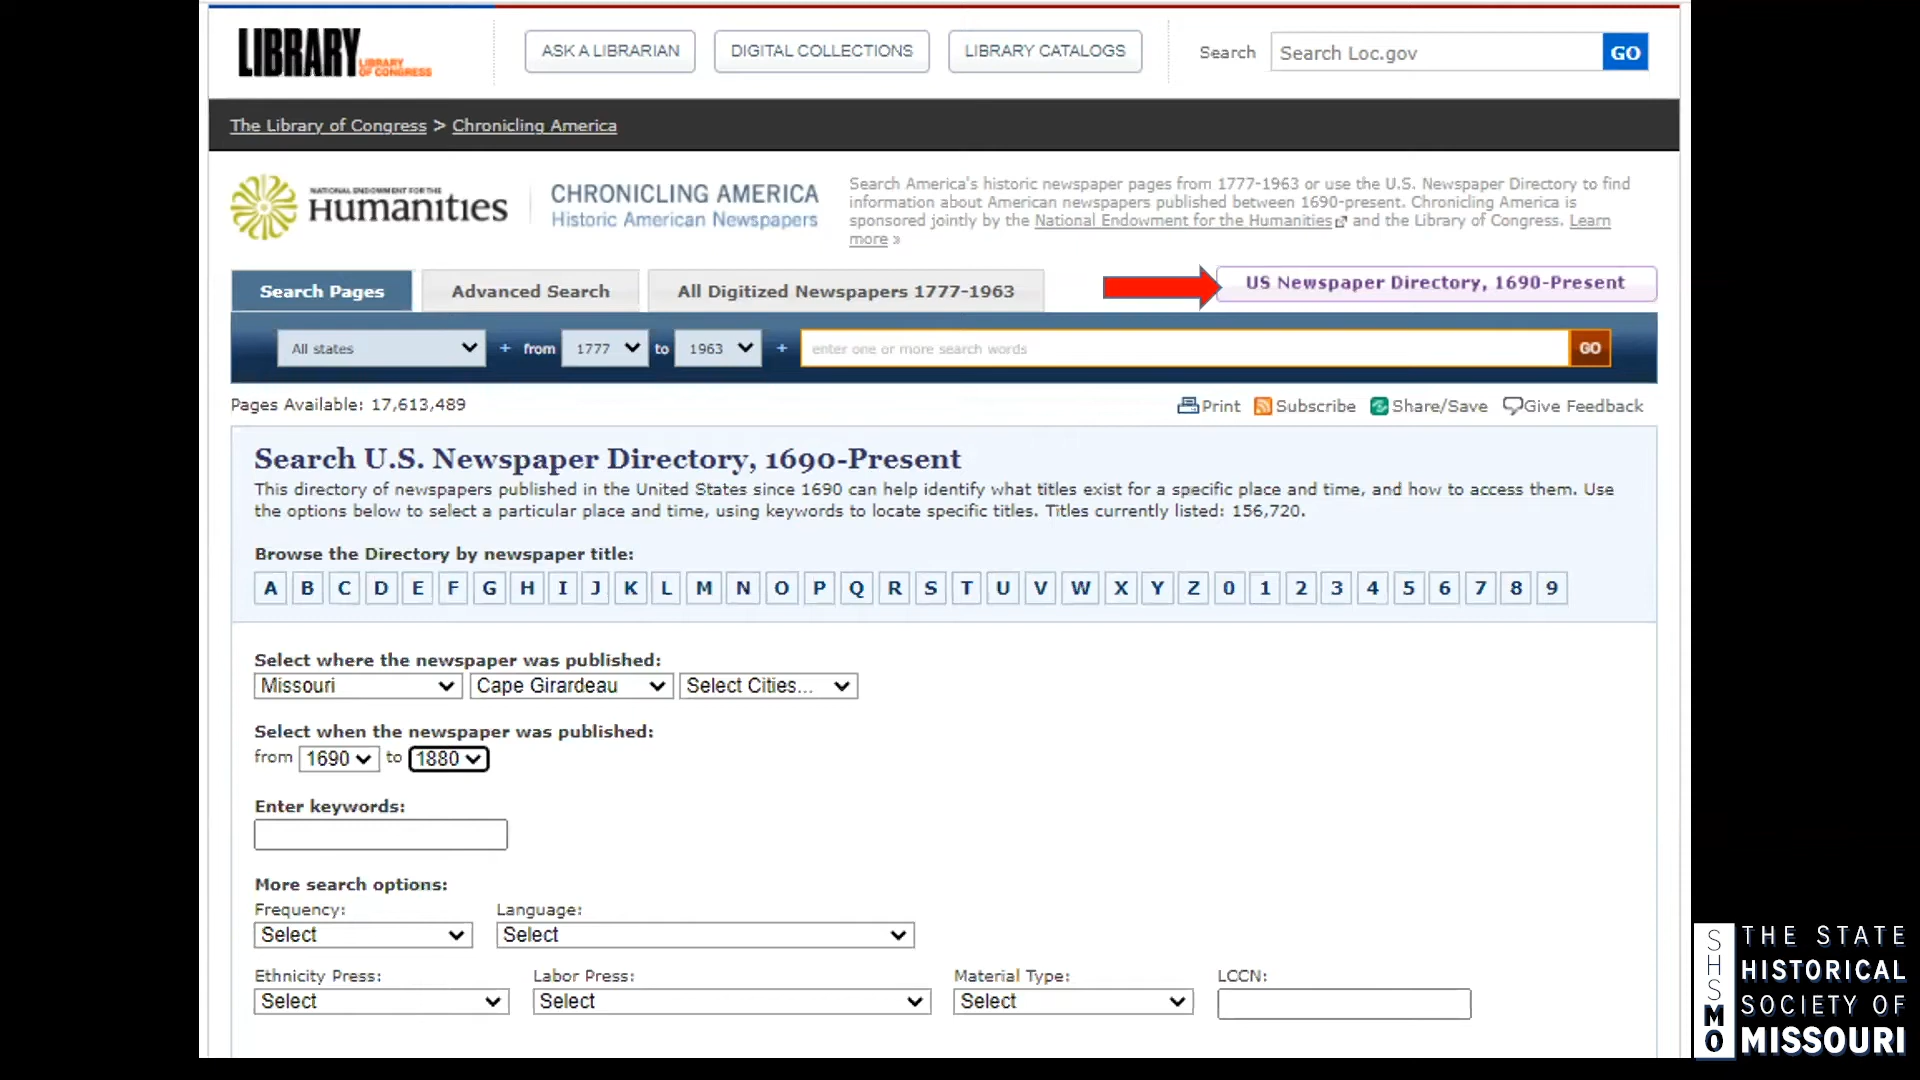 LIBRARY
LIBRARY
OF CONGRESS
ASK A LIBRARIAN
DIGITAL COLLECTIONS
LIBRARY CATALOGS
Search
Search Loc.gov
GO
The Library of Congress > Chronicling America
NATIONAL ENDOWMENT FOR THE
Humanities
CHRONICLING AMERICA
Historic American Newspapers
Search America's historic newspaper pages from 1777-1963 or use the U.S. Newspaper Directory to find
information about American newspapers published between 1690-present. Chronicling America is
sponsored jointly by the National Endowment for the Humanities and the Library of Congress. Learn
more »
Search Pages
Advanced Search
All Digitized Newspapers 1777-1963
US Newspaper Directory, 1690-Present
All states + from 1777 to 1963 + enter one or more search words GO
Pages Available: 17,613,489
Print Subscribe Share/Save Give Feedback
Search U.S. Newspaper Directory, 1690-Present
This directory of newspapers published in the United States since 1690 can help identify what titles exist for a specific place and time, and how to access them. Use
the options below to select a particular place and time, using keywords to locate specific titles. Titles currently listed: 156,720.
Browse the Directory by newspaper title:
A B C D E F G H I J K L M N O P Q R S T U V W X Y Z 0 1 2 3 4 5 6 7 8 9
Select where the newspaper was published:
Missouri Cape Girardeau Select Cities...
Select when the newspaper was published:
from 1690 to 1880
Enter keywords:
More search options:
Frequency: Language:
Select Select
Ethnicity Press: Labor Press: Material Type: LCCN:
Select Select Select
SHSMO
THE STATE
HISTORICAL
SOCIETY OF
MISSOURI